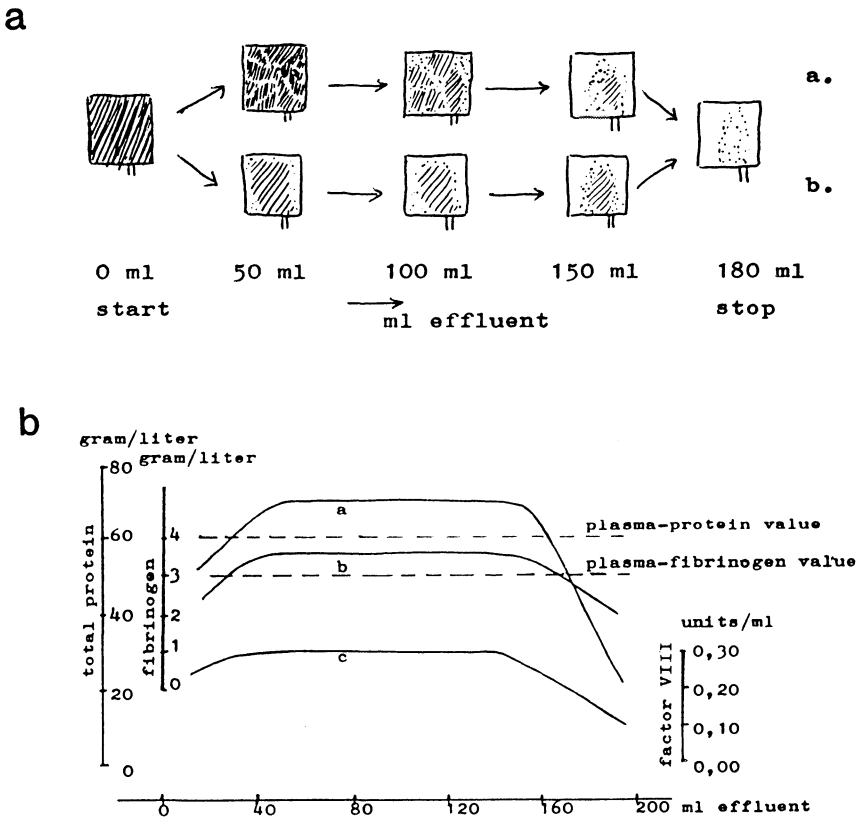 a
a.
b.
0 ml 50 ml 100 ml 150 ml 180 ml
start stop
ml effluent
b
gram/liter
gram/liter
80
60
40
20
0
total protein
4
3
2
1
0
fibrinogen
a
b
c
plasma-protein value
plasma-fibrinogen value
units/ml
0,30
0,20
0,10
0,00
factor VIII
0 40 80 120 160 200 ml effluent